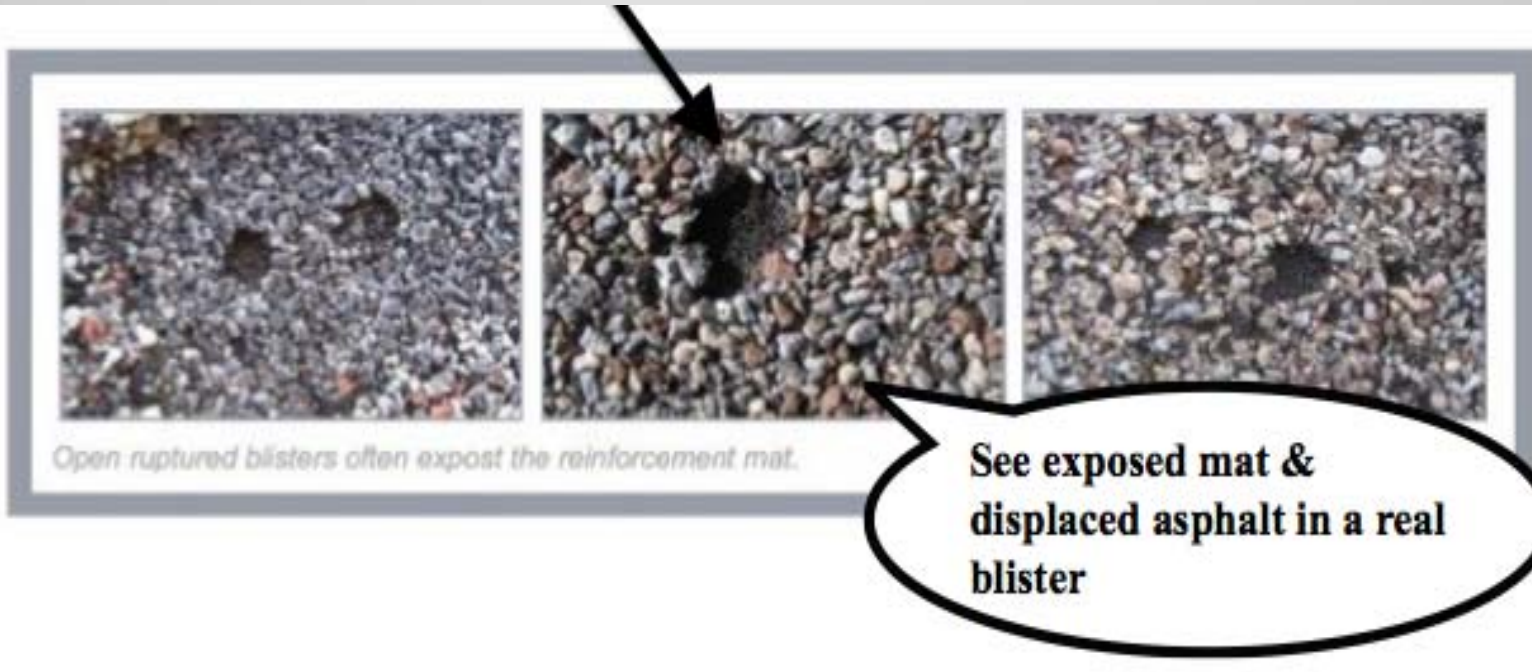 Open ruptured blisters often expost the reinforcement mat.
See exposed mat &
displaced asphalt in a real
blister